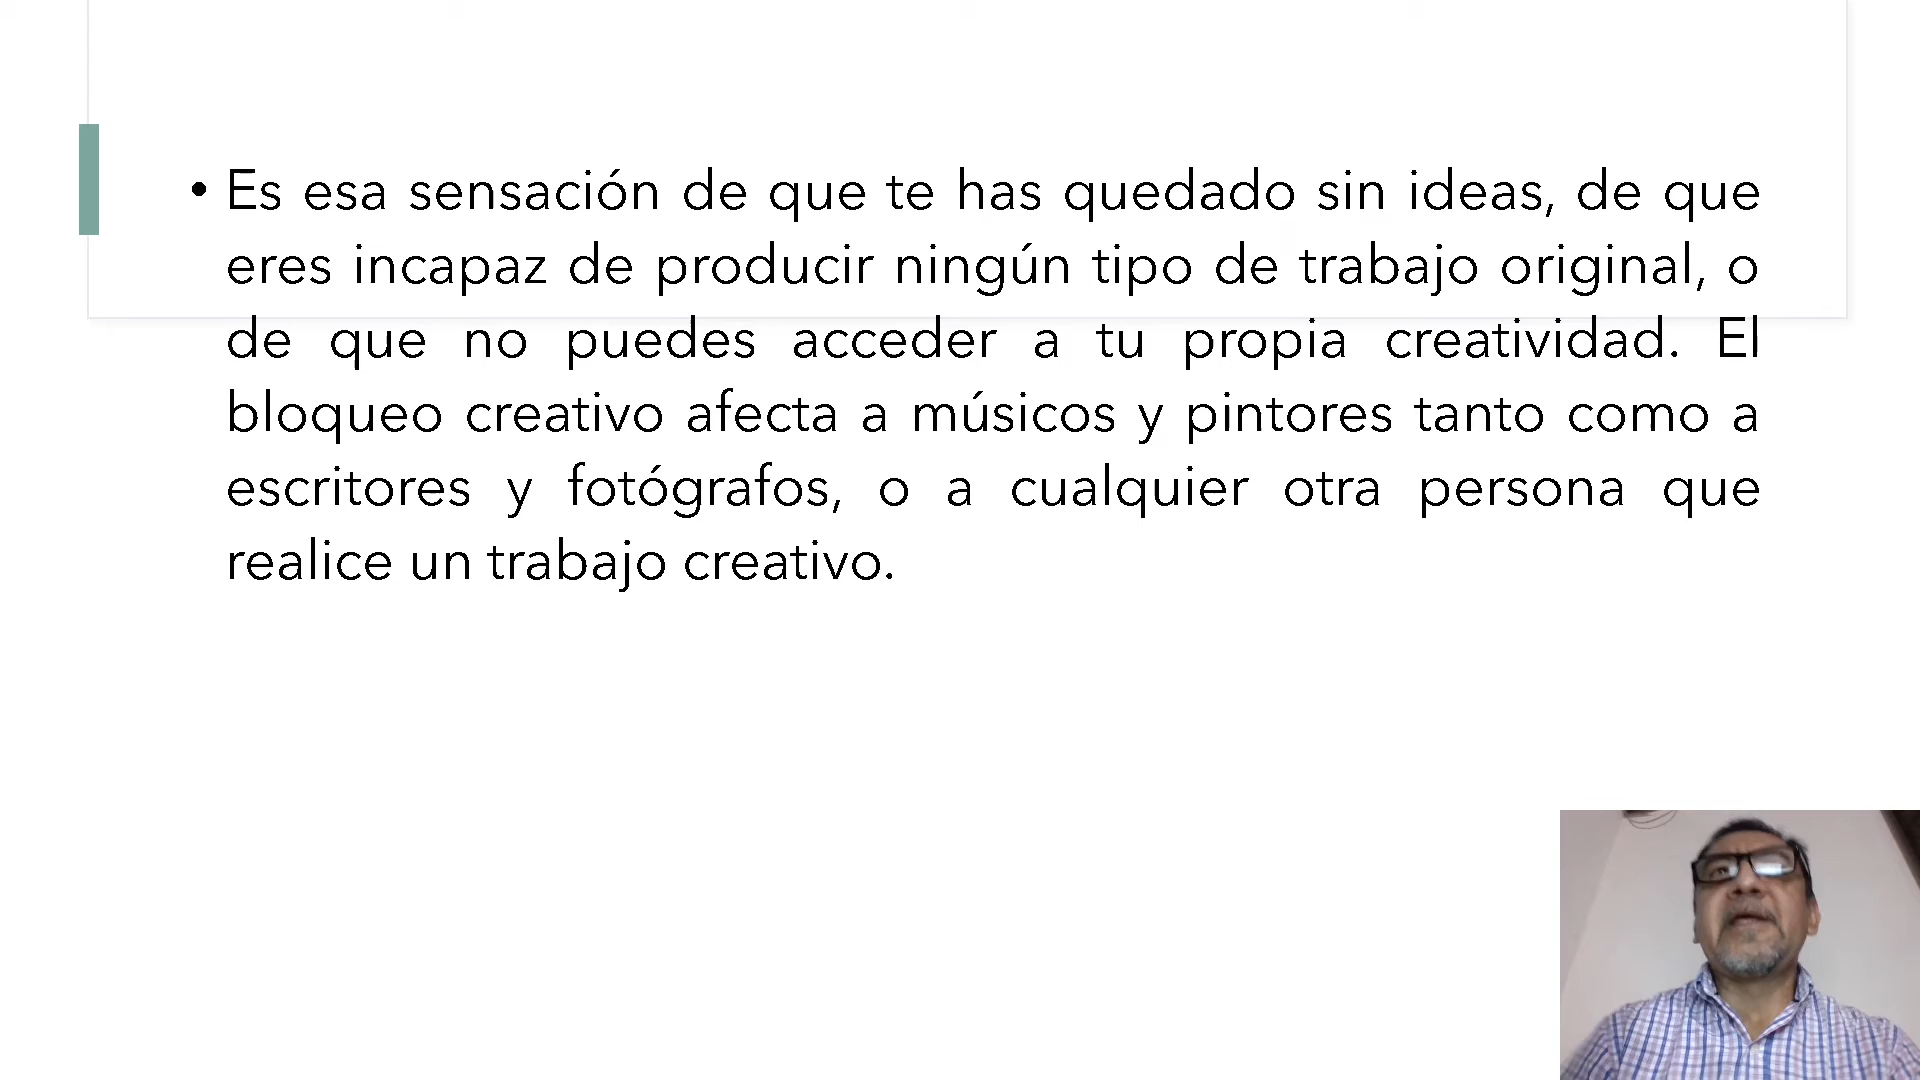 • Es esa sensación de que te has quedado sin ideas, de que
eres incapaz de producir ningún tipo de trabajo original, o
de que no puedes acceder a tu propia creatividad. El
bloqueo creativo afecta a músicos y pintores tanto como a
escritores y fotógrafos, o a cualquier otra persona que
realice un trabajo creativo.